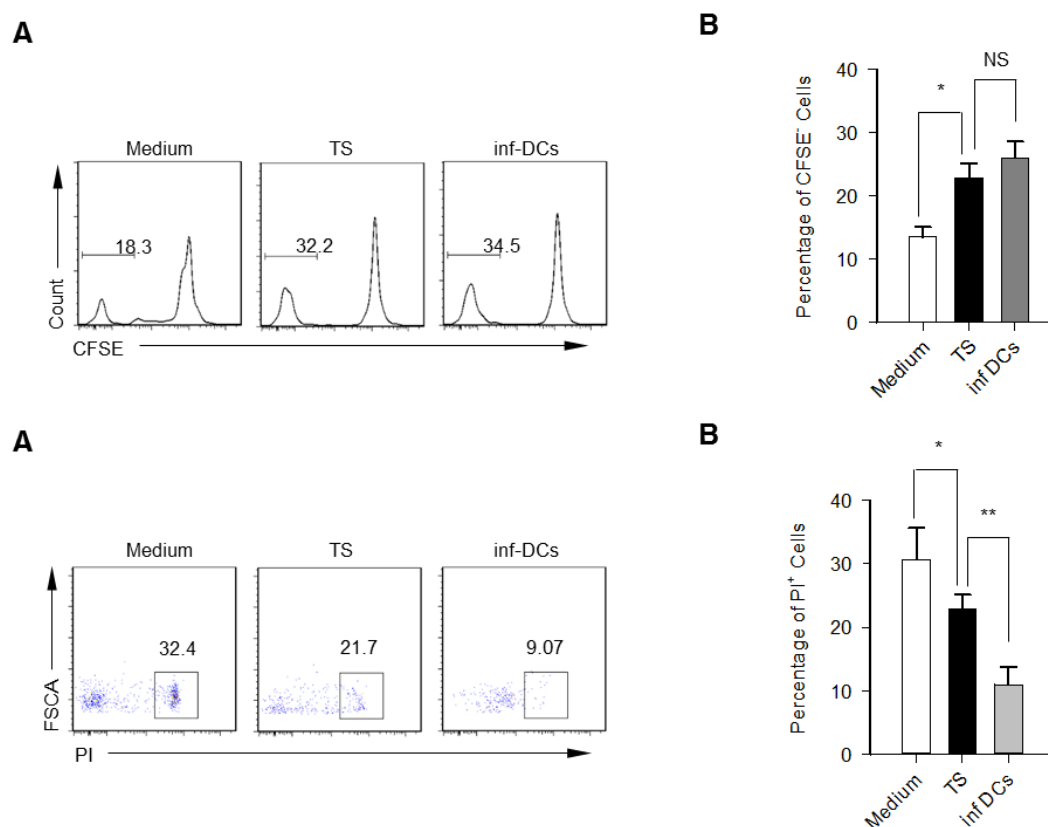 A
Medium
TS
inf-DCs
18.3
32.2
34.5
Count
CFSE
B
Percentage of CFSE- Cells
40
30
20
10
0
*
NS
Medium
TS
inf DCs
A
Medium
TS
inf-DCs
32.4
21.7
9.07
FSCA
PI
B
Percentage of PI+ Cells
40
30
20
10
0
*
**
Medium
TS
inf DCs